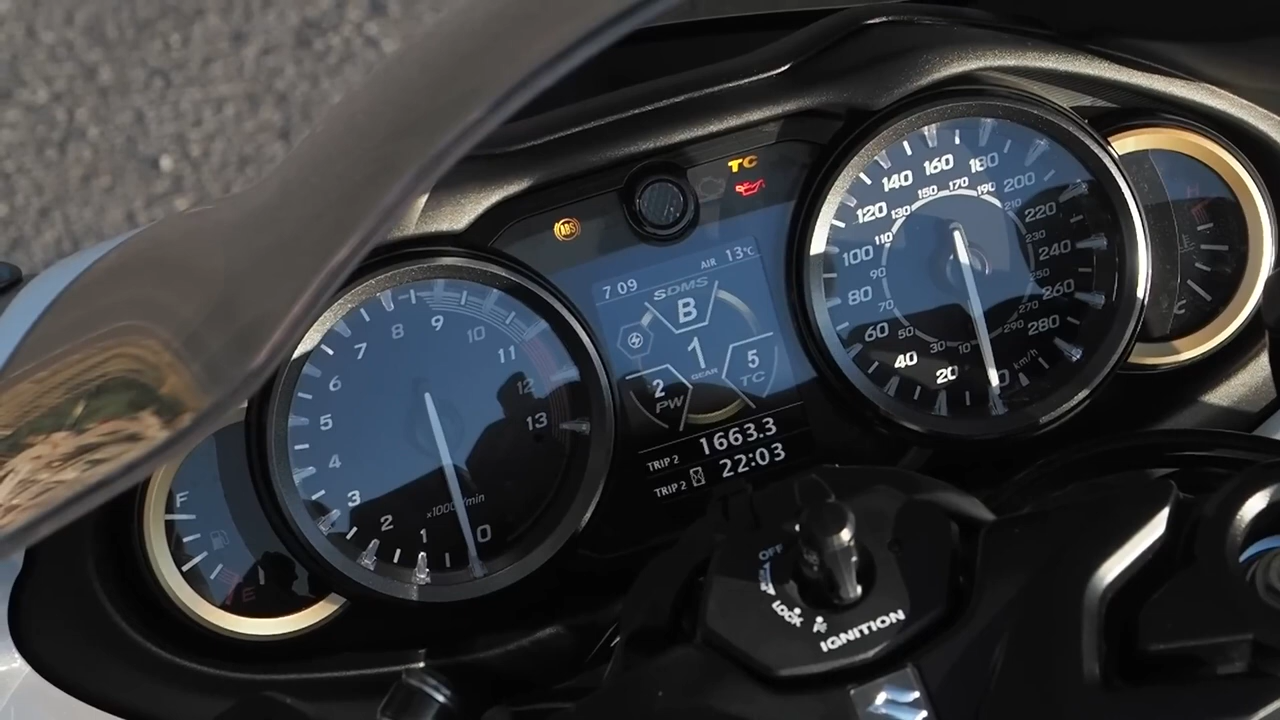 TC
ABS
AIR 13°C
7 09
SDMS
B
1
GEAR
2
PW
5
TC
TRIP 2 1663.3
TRIP 2 22:03
0
1
2
3
4
5
6
7
8
9
10
11
12
13
x1000r/min
F
E
20
40
60
80
100
120
140
160
180
200
220
240
260
280
10
30
50
70
90
110
130
150
170
190
210
230
250
270
290
km/h
H
C
OFF
LOCK
IGNITION